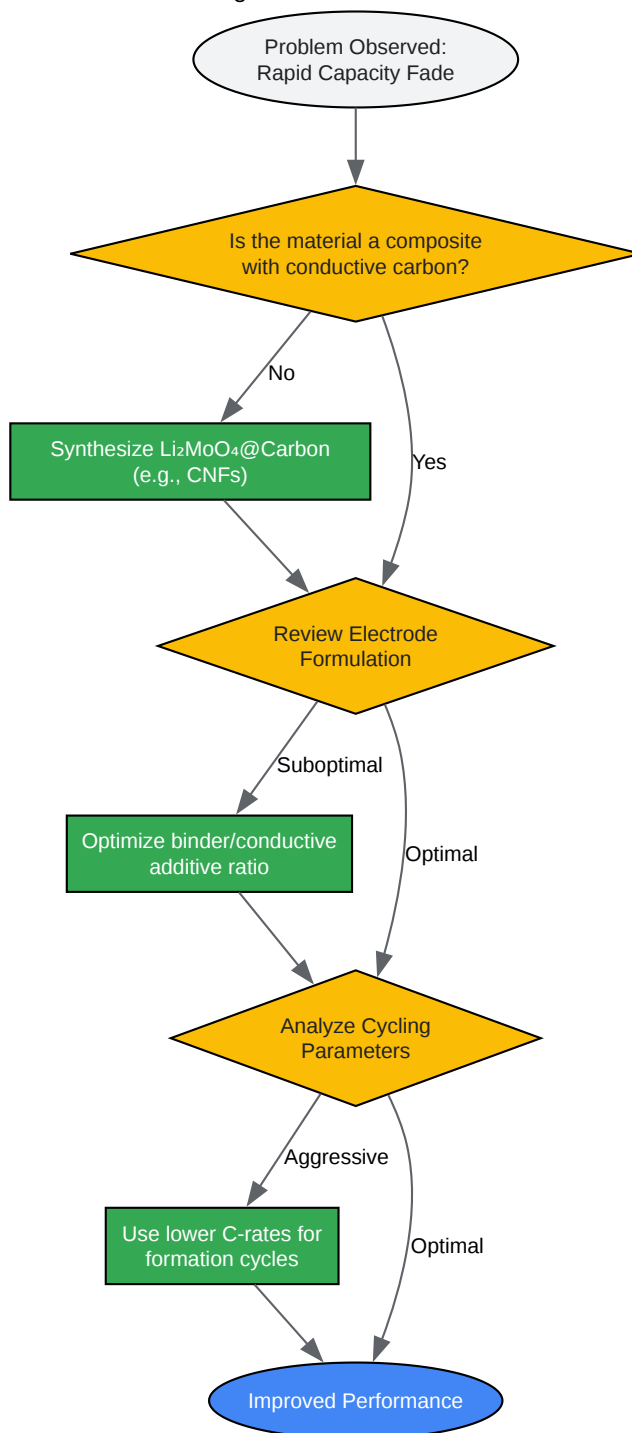 Problem Observed:
Rapid Capacity Fade
Is the material a composite
with conductive carbon?
No
Yes
Synthesize Li₂MoO₄@Carbon
(e.g., CNFs)
Review Electrode
Formulation
Suboptimal
Optimal
Optimize binder/conductive
additive ratio
Analyze Cycling
Parameters
Aggressive
Optimal
Use lower C-rates for
formation cycles
Improved Performance